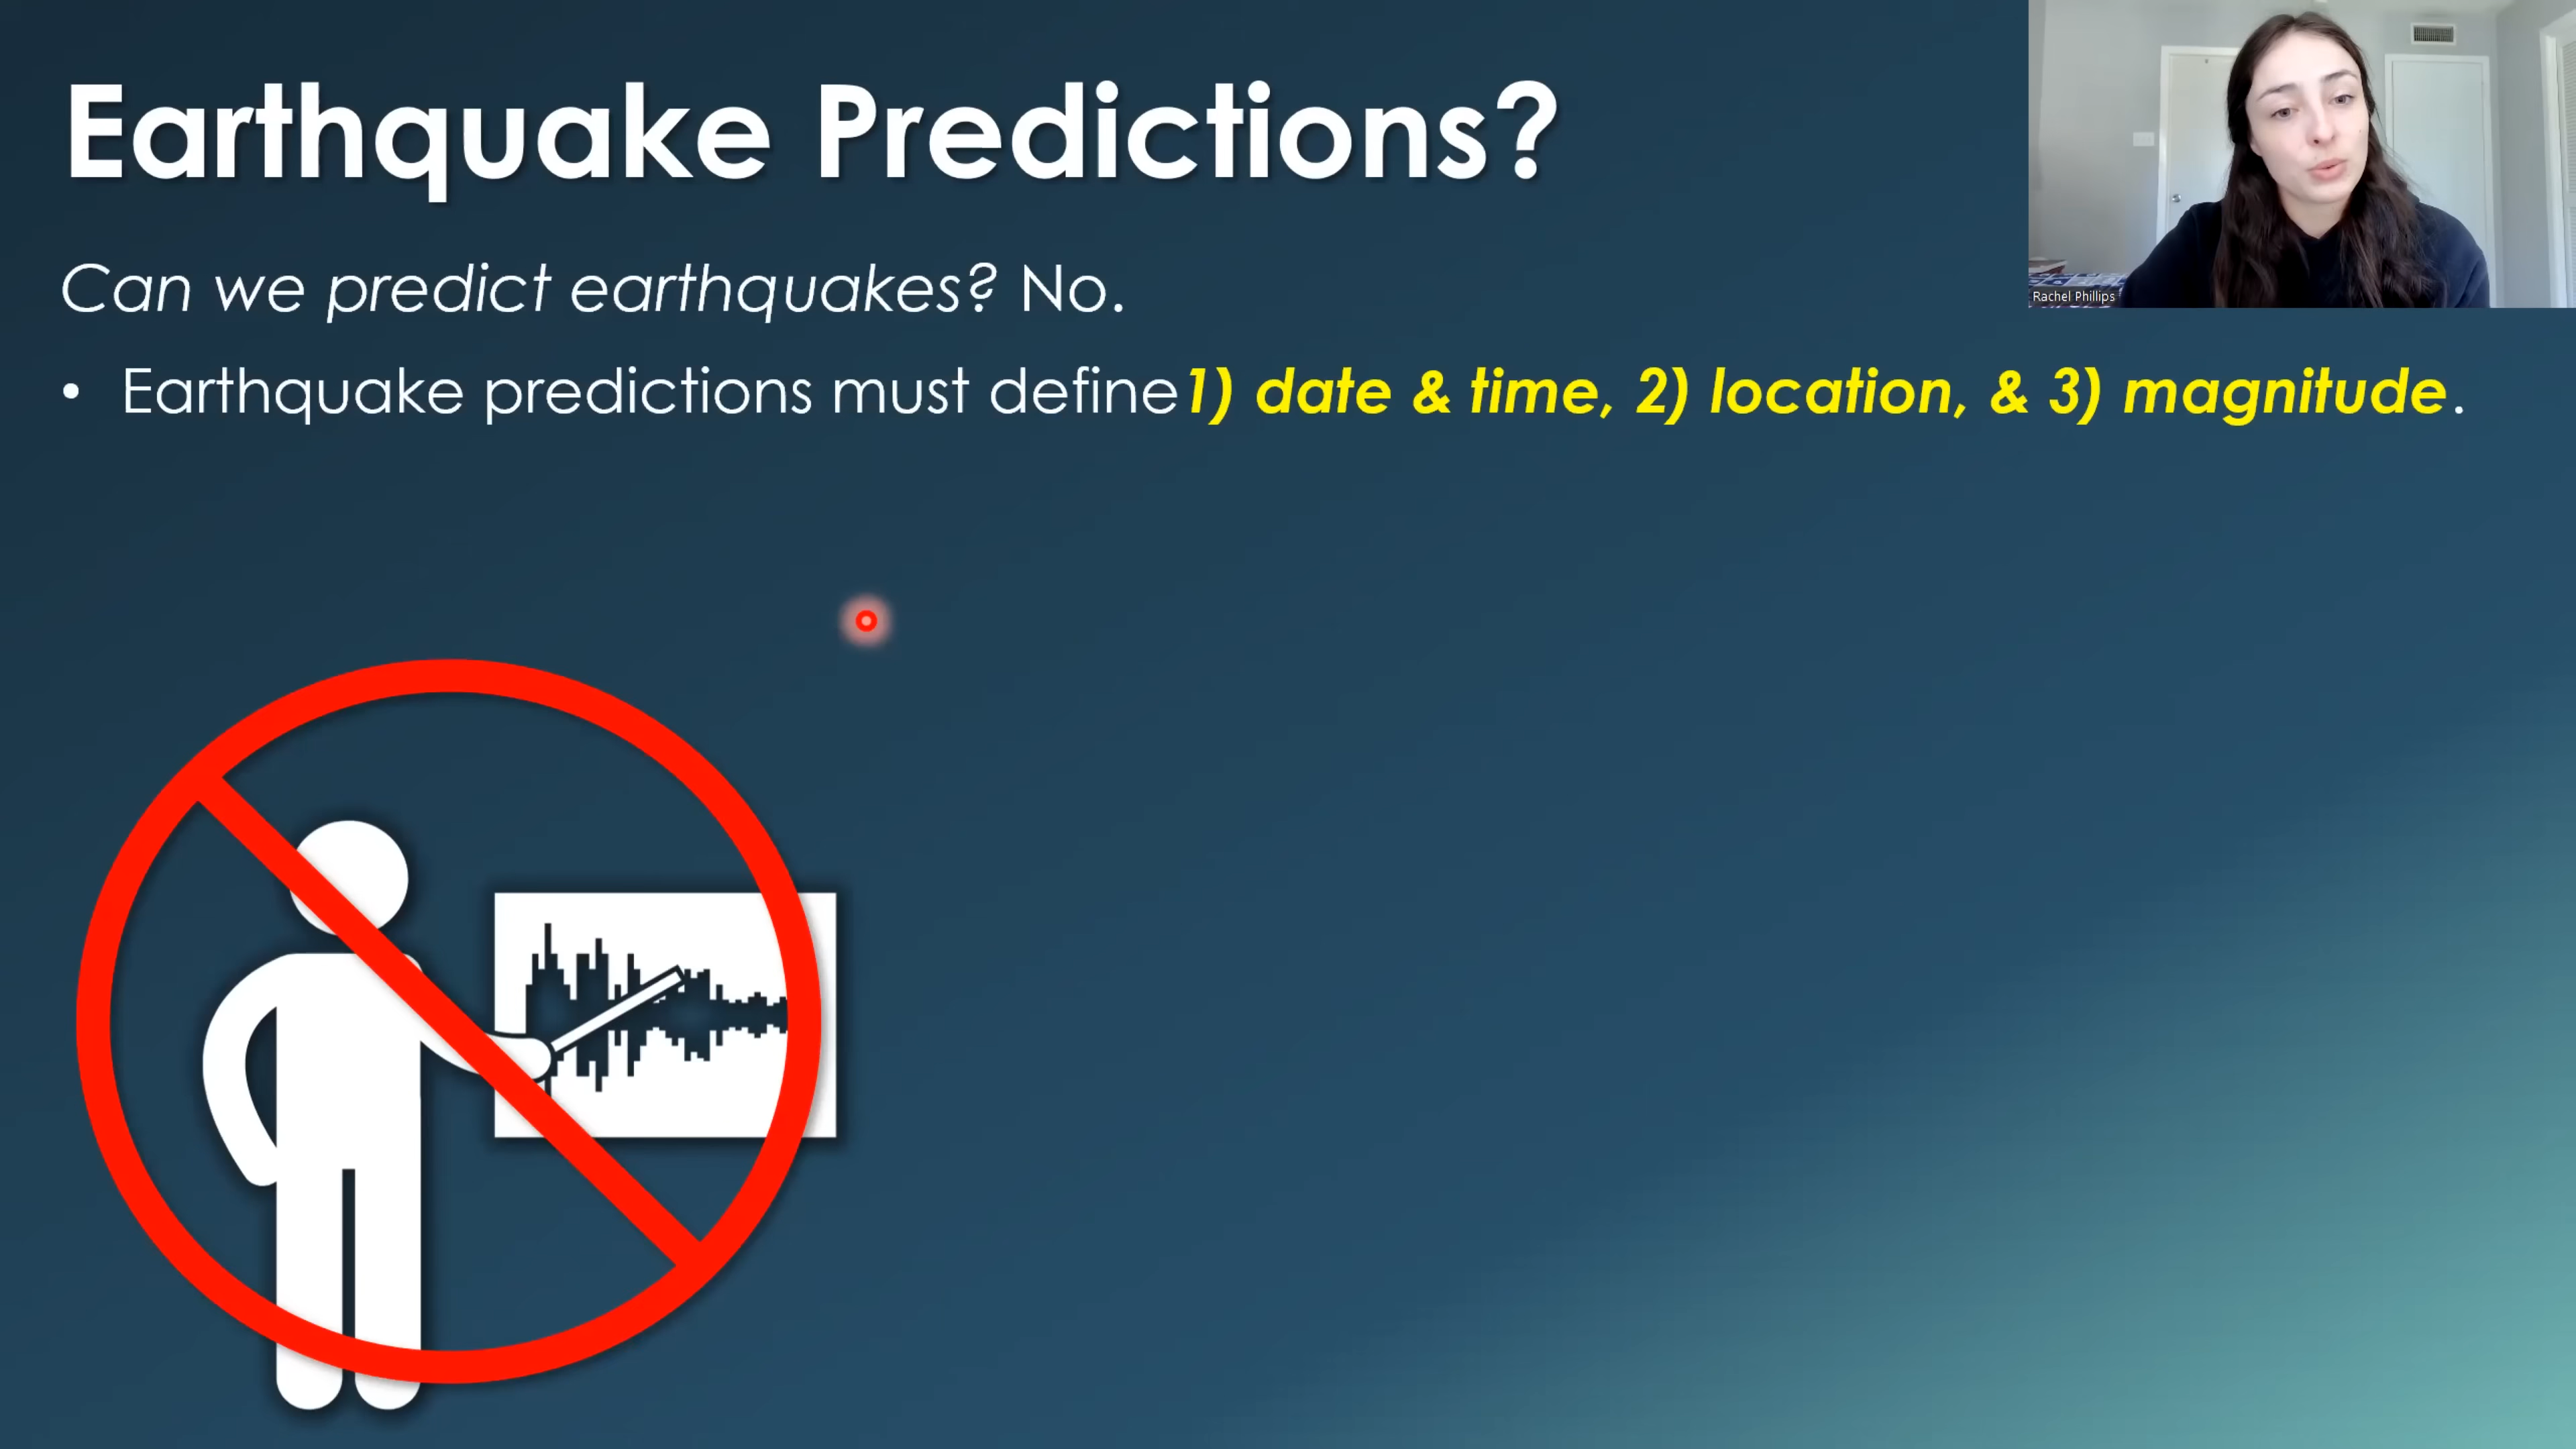 Earthquake Predictions?
Can we predict earthquakes? No.
• Earthquake predictions must define 1) date & time, 2) location, & 3) magnitude.
Rachel Phillips